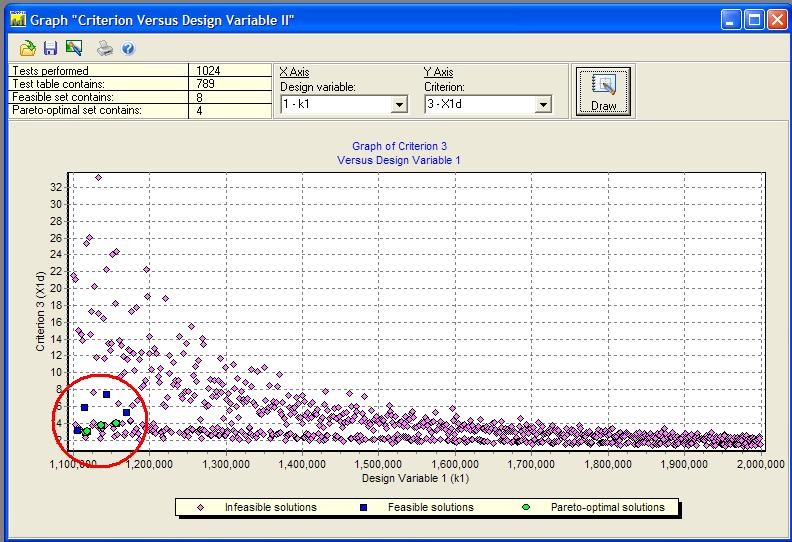 Graph "Criterion Versus Design Variable II"
Tests performed 1024
Test table contains: 789
Feasible set contains: 8
Pareto-optimal set contains: 4
X Axis
Design variable:
1 - k1
Y Axis
Criterion:
3 - X1d
Draw
Graph of Criterion 3
Versus Design Variable 1
32
30
28
26
24
22
20
18
16
14
12
10
8
6
4
2
Criterion 3 (X1d)
1,100,000 1,200,000 1,300,000 1,400,000 1,500,000 1,600,000 1,700,000 1,800,000 1,900,000 2,000,000
Design Variable 1 (k1)
Infeasible solutions Feasible solutions Pareto-optimal solutions